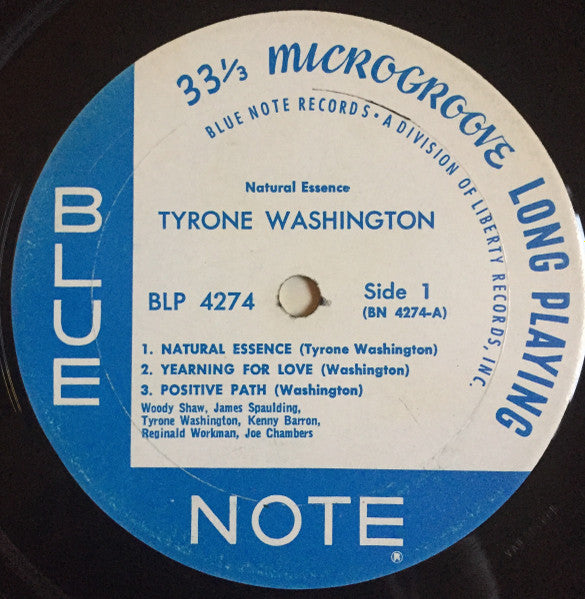 33⅓ MICROGROOVE LONG PLAYING
BLUE NOTE RECORDS • A DIVISION OF LIBERTY RECORDS, INC.
Natural Essence
TYRONE WASHINGTON
BLP 4274
Side 1
(BN 4274-A)
1. NATURAL ESSENCE (Tyrone Washington)
2. YEARNING FOR LOVE (Washington)
3. POSITIVE PATH (Washington)
Woody Shaw, James Spaulding,
Tyrone Washington, Kenny Barron,
Reginald Workman, Joe Chambers
BLUE
NOTE®